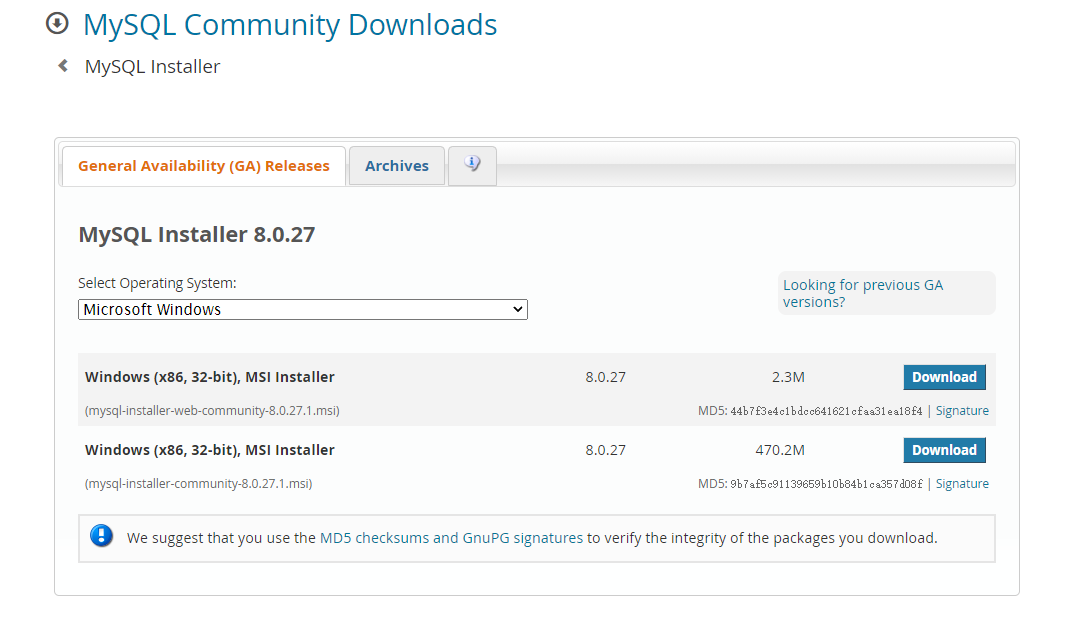 MySQL Community Downloads
MySQL Installer
General Availability (GA) Releases
Archives
MySQL Installer 8.0.27
Select Operating System:
Microsoft Windows
Looking for previous GA
versions?
Windows (x86, 32-bit), MSI Installer 8.0.27 2.3M Download
(mysql-installer-web-community-8.0.27.1.msi) MD5: 44b7f3e4c1bdcc641621cfaa31ea18f4 | Signature
Windows (x86, 32-bit), MSI Installer 8.0.27 470.2M Download
(mysql-installer-community-8.0.27.1.msi) MD5: 9b7af5c91139659b10b84b1ca357d08f | Signature
We suggest that you use the MD5 checksums and GnuPG signatures to verify the integrity of the packages you download.